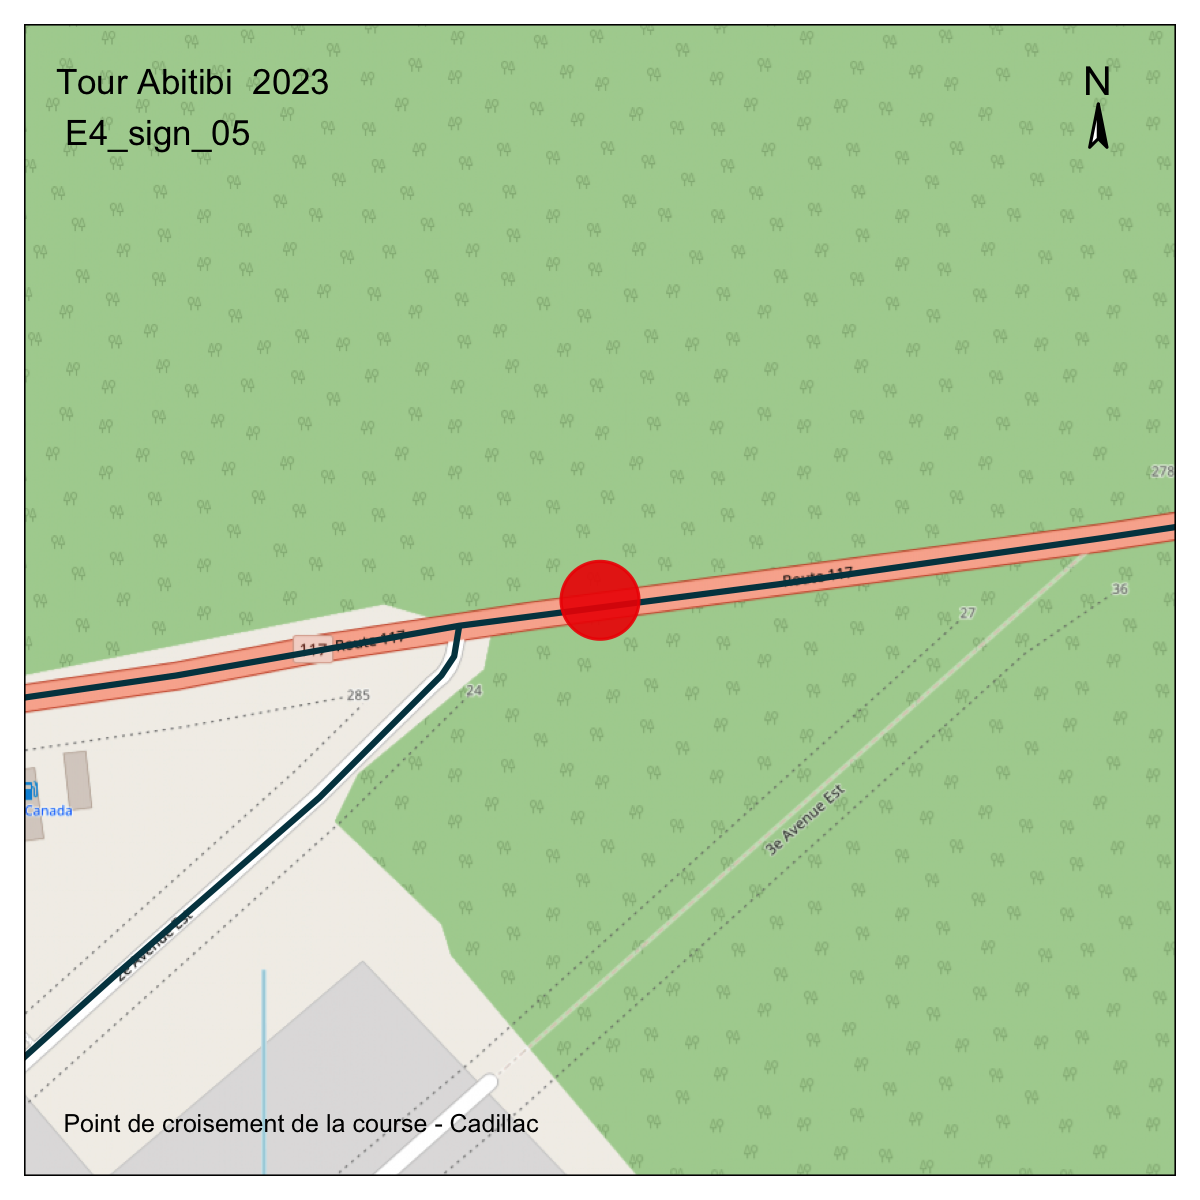 Tour Abitibi  2023
E4_sign_05
N
278
Route 117
36
27
117 Route 117
285
24
Canada
3e Avenue Est
2e Avenue Est
Point de croisement de la course - Cadillac